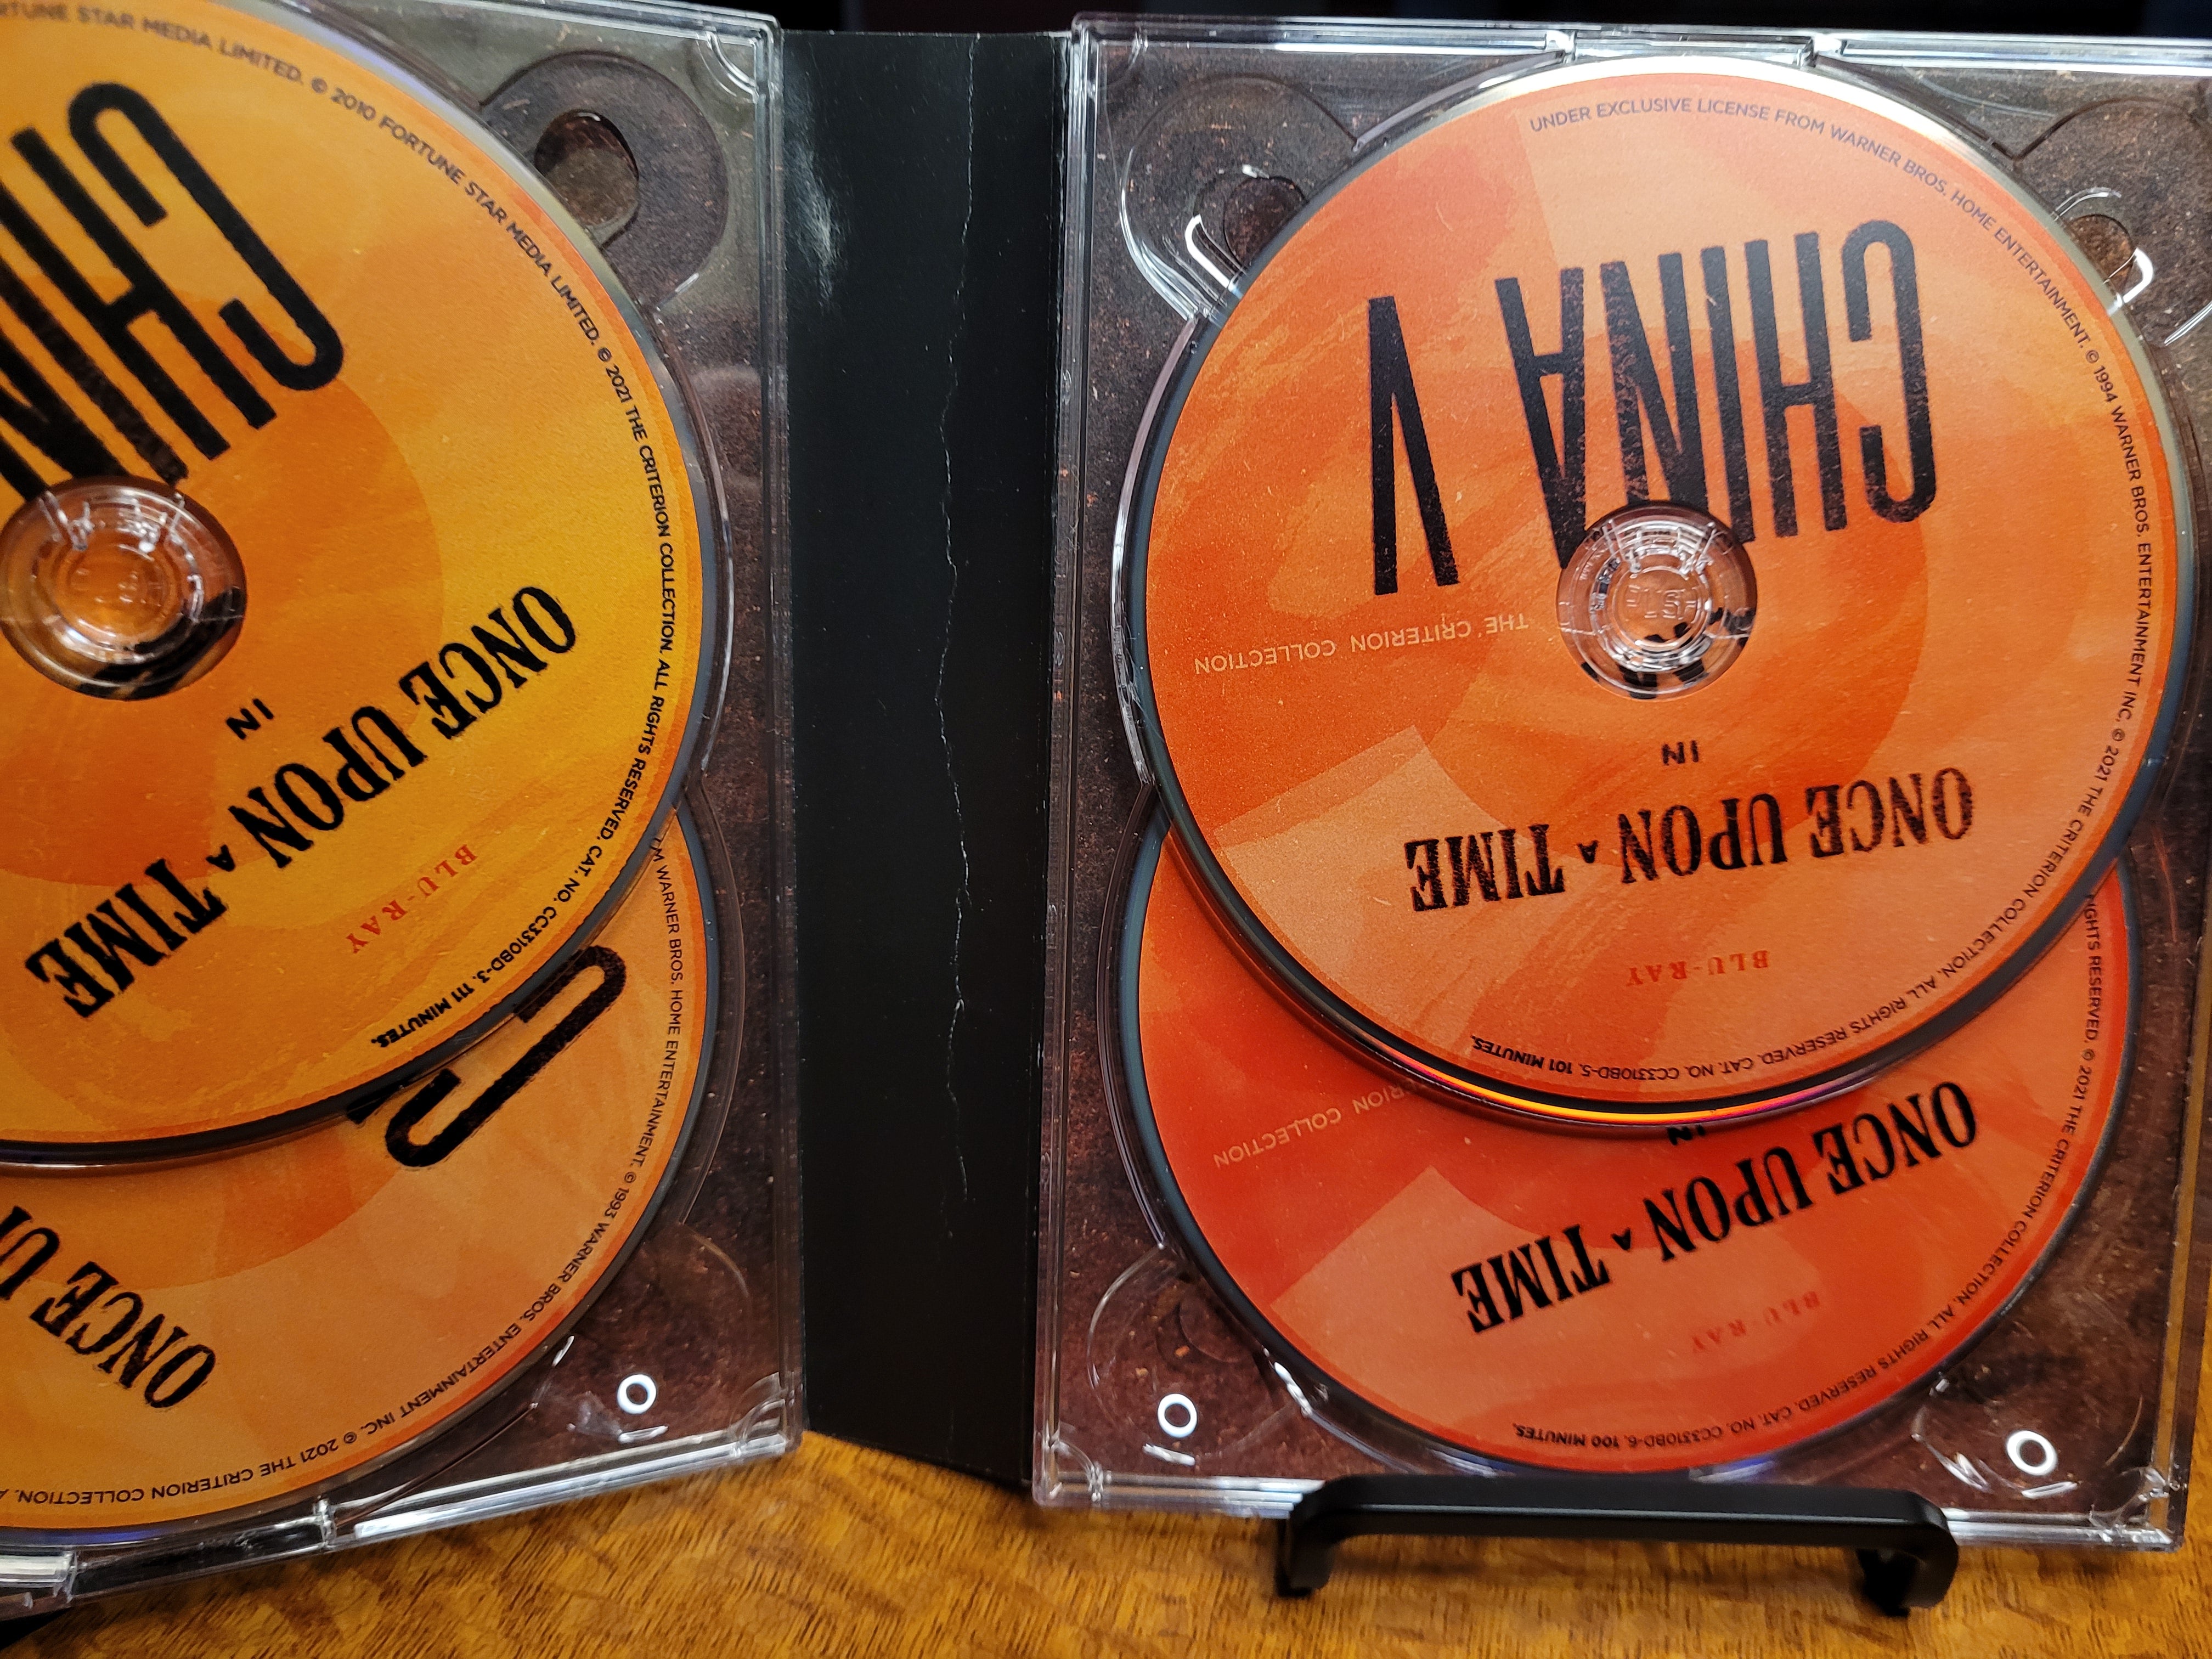 RTUNE STAR MEDIA LIMITED. © 2010 FORTUNE STAR MEDIA LIMITED. © 2021 THE CRITERION COLLECTION. ALL RIGHTS RESERVED. CAT. NO. CC3310BD-3. 111 MINUTES.
BLU-RAY
ONCE UPON A TIME
IN
CHIN
WARNER BROS. HOME ENTERTAINMENT. © 1993 WARNER BROS. ENTERTAINMENT INC. © 2021 THE CRITERION COLLECTION. A
ONCE UP
C
UNDER EXCLUSIVE LICENSE FROM WARNER BROS. HOME ENTERTAINMENT. © 1994 WARNER BROS. ENTERTAINMENT INC. © 2021 THE CRITERION COLLECTION. ALL RIGHTS RESERVED. CAT. NO. CC3310BD-5. 101 MINUTES.
BLU-RAY
ONCE UPON A TIME
IN
THE CRITERION COLLECTION
CHINA V
RIGHTS RESERVED. © 2021 THE CRITERION COLLECTION. ALL RIGHTS RESERVED. CAT. NO. CC3310BD-6. 100 MINUTES.
BLU-RAY
ONCE UPON A TIME
IN
ERION COLLECTION